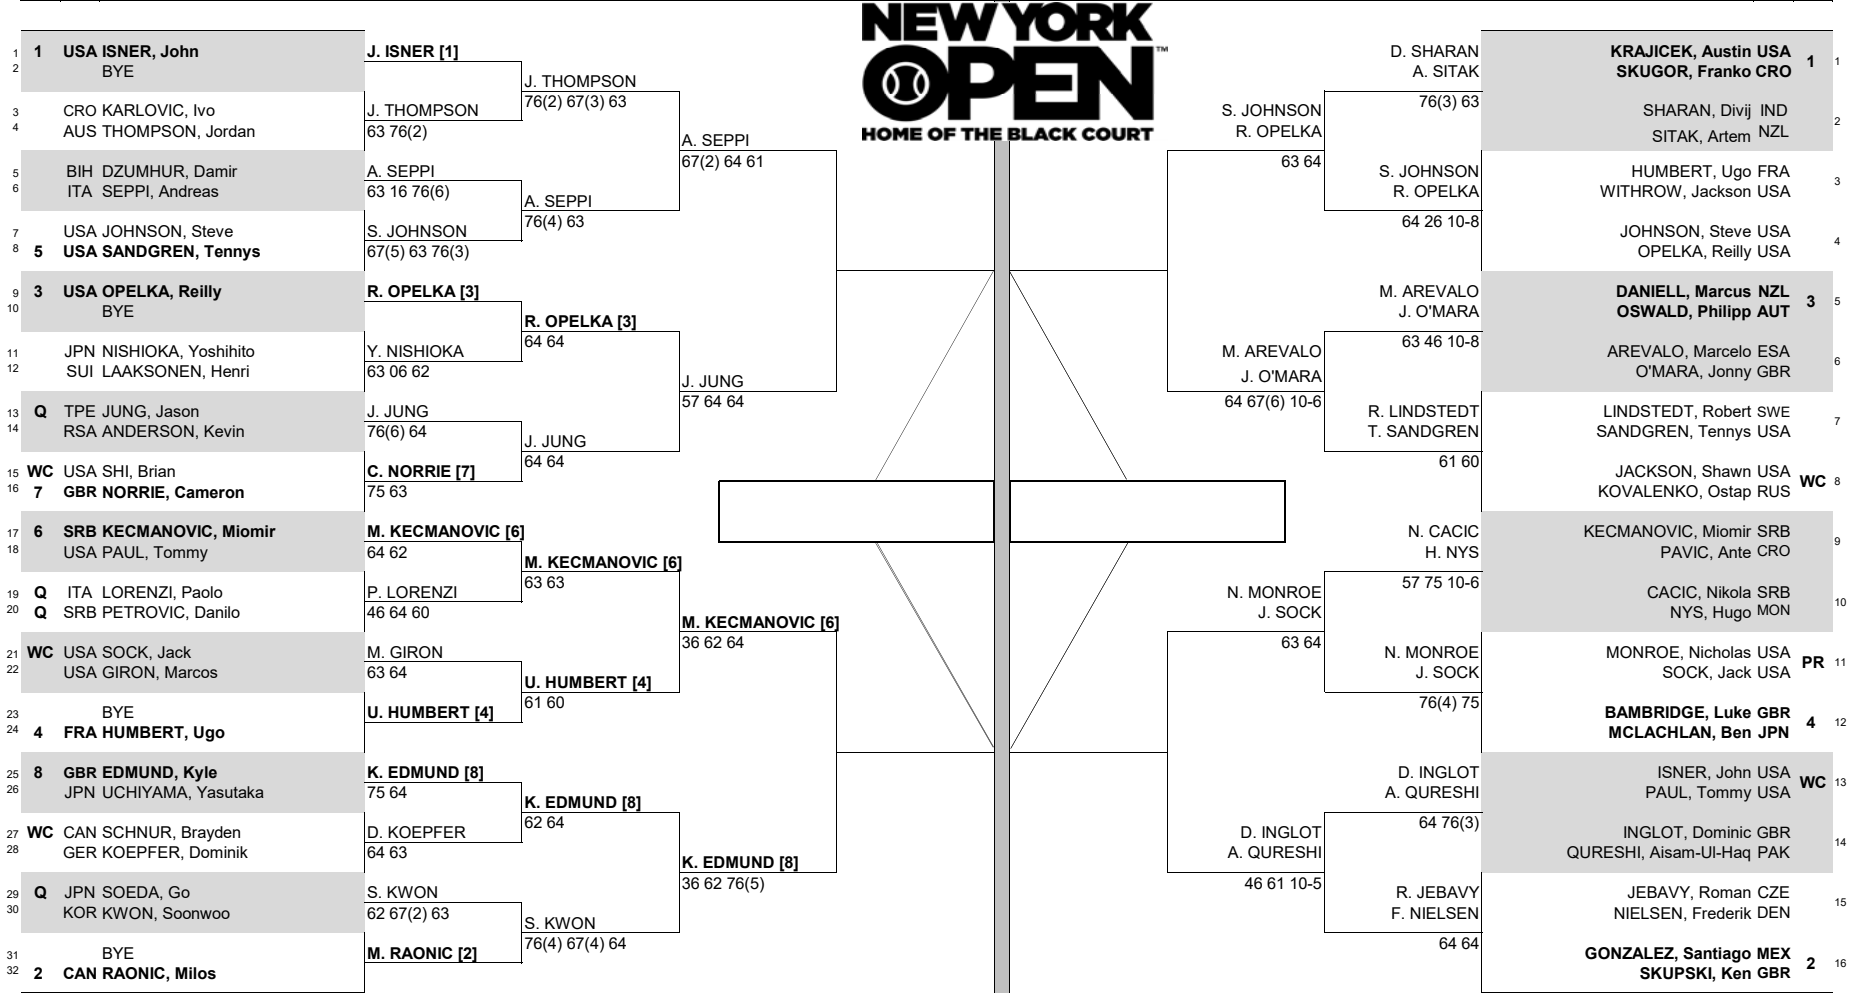 NEW YORK
OPEN™
HOME OF THE BLACK COURT
1 1 USA ISNER, John
2 BYE
3 CRO KARLOVIC, Ivo
4 AUS THOMPSON, Jordan
5 BIH DZUMHUR, Damir
6 ITA SEPPI, Andreas
7 USA JOHNSON, Steve
8 5 USA SANDGREN, Tennys
9 3 USA OPELKA, Reilly
10 BYE
11 JPN NISHIOKA, Yoshihito
12 SUI LAAKSONEN, Henri
13 Q TPE JUNG, Jason
14 RSA ANDERSON, Kevin
15 WC USA SHI, Brian
16 7 GBR NORRIE, Cameron
17 6 SRB KECMANOVIC, Miomir
18 USA PAUL, Tommy
19 Q ITA LORENZI, Paolo
20 Q SRB PETROVIC, Danilo
21 WC USA SOCK, Jack
22 USA GIRON, Marcos
23 BYE
24 4 FRA HUMBERT, Ugo
25 8 GBR EDMUND, Kyle
26 JPN UCHIYAMA, Yasutaka
27 WC CAN SCHNUR, Brayden
28 GER KOEPFER, Dominik
29 Q JPN SOEDA, Go
30 KOR KWON, Soonwoo
31 BYE
32 2 CAN RAONIC, Milos
J. ISNER [1]
J. THOMPSON
63 76(2)
A. SEPPI
63 16 76(6)
S. JOHNSON
67(5) 63 76(3)
R. OPELKA [3]
Y. NISHIOKA
63 06 62
J. JUNG
76(6) 64
C. NORRIE [7]
75 63
M. KECMANOVIC [6]
64 62
P. LORENZI
46 64 60
M. GIRON
63 64
U. HUMBERT [4]
K. EDMUND [8]
75 64
D. KOEPFER
64 63
S. KWON
62 67(2) 63
M. RAONIC [2]
J. THOMPSON
76(2) 67(3) 63
A. SEPPI
76(4) 63
R. OPELKA [3]
64 64
J. JUNG
64 64
M. KECMANOVIC [6]
63 63
U. HUMBERT [4]
61 60
K. EDMUND [8]
62 64
S. KWON
76(4) 67(4) 64
A. SEPPI
67(2) 64 61
J. JUNG
57 64 64
M. KECMANOVIC [6]
36 62 64
K. EDMUND [8]
36 62 76(5)
S. JOHNSON
R. OPELKA
63 64
M. AREVALO
J. O'MARA
64 67(6) 10-6
N. MONROE
J. SOCK
63 64
D. INGLOT
A. QURESHI
46 61 10-5
D. SHARAN
A. SITAK
76(3) 63
S. JOHNSON
R. OPELKA
64 26 10-8
M. AREVALO
J. O'MARA
63 46 10-8
R. LINDSTEDT
T. SANDGREN
61 60
N. CACIC
H. NYS
57 75 10-6
N. MONROE
J. SOCK
76(4) 75
D. INGLOT
A. QURESHI
64 76(3)
R. JEBAVY
F. NIELSEN
64 64
KRAJICEK, Austin USA
SKUGOR, Franko CRO
1 1
SHARAN, Divij IND
SITAK, Artem NZL
2
HUMBERT, Ugo FRA
WITHROW, Jackson USA
3
JOHNSON, Steve USA
OPELKA, Reilly USA
4
DANIELL, Marcus NZL
OSWALD, Philipp AUT
3 5
AREVALO, Marcelo ESA
O'MARA, Jonny GBR
6
LINDSTEDT, Robert SWE
SANDGREN, Tennys USA
7
JACKSON, Shawn USA
KOVALENKO, Ostap RUS
WC 8
KECMANOVIC, Miomir SRB
PAVIC, Ante CRO
9
CACIC, Nikola SRB
NYS, Hugo MON
10
MONROE, Nicholas USA
SOCK, Jack USA
PR 11
BAMBRIDGE, Luke GBR
MCLACHLAN, Ben JPN
4 12
ISNER, John USA
PAUL, Tommy USA
WC 13
INGLOT, Dominic GBR
QURESHI, Aisam-Ul-Haq PAK
14
JEBAVY, Roman CZE
NIELSEN, Frederik DEN
15
GONZALEZ, Santiago MEX
SKUPSKI, Ken GBR
2 16